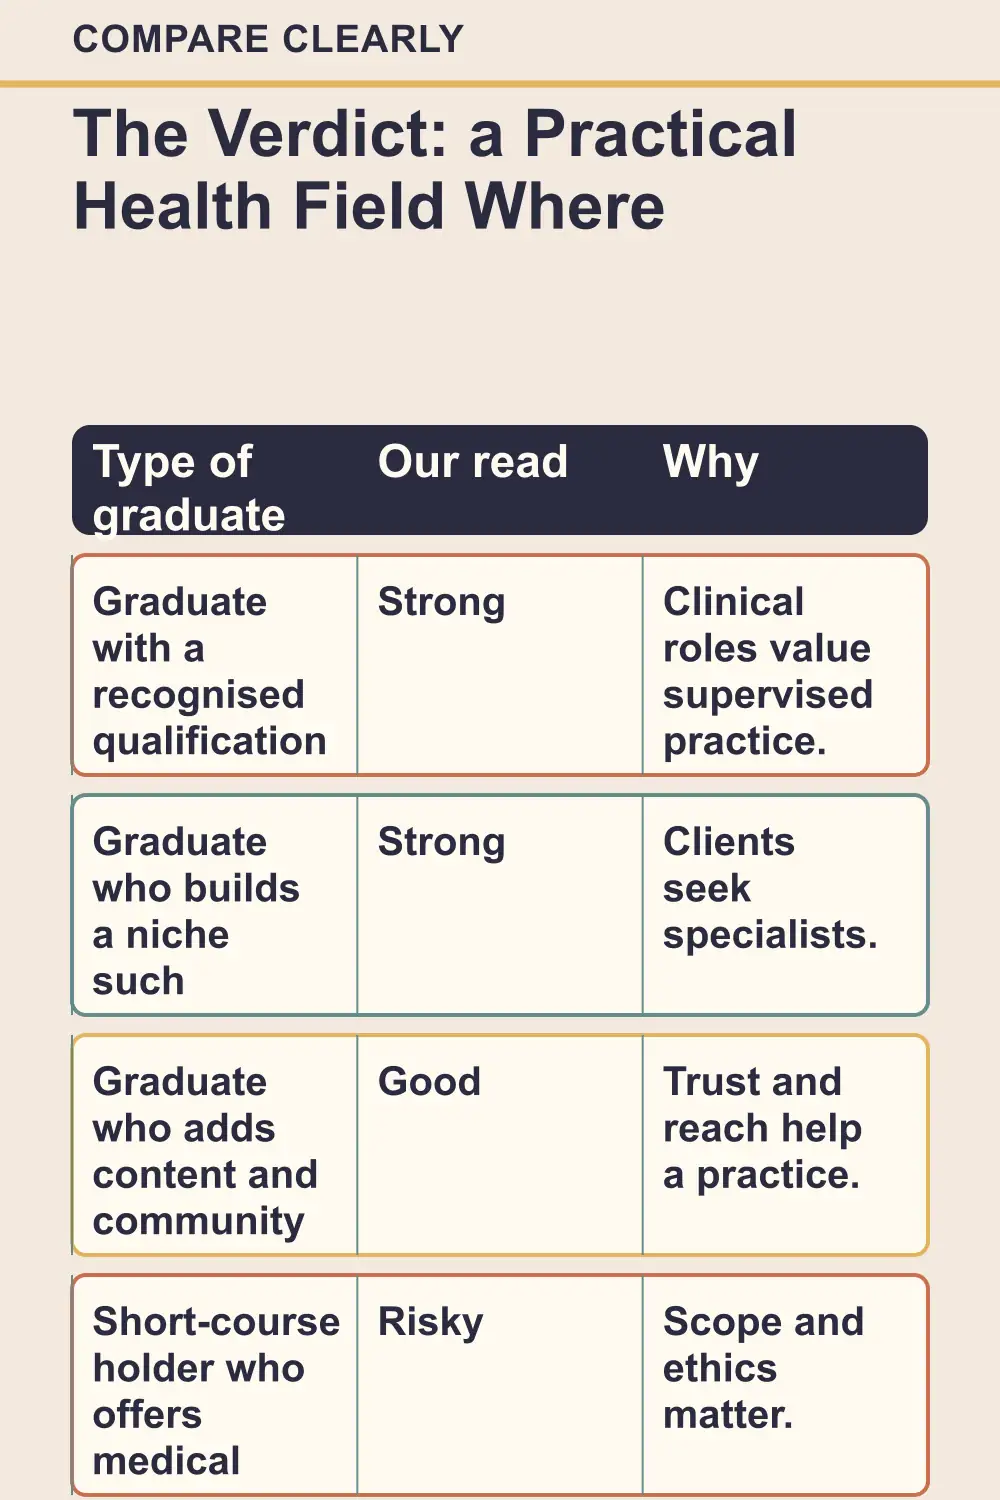 COMPARE CLEARLY
The Verdict: a Practical
Health Field Where
Type of
graduate
Our read
Why
Graduate
with a
recognised
qualification
Strong
Clinical
roles value
supervised
practice.
Graduate
who builds
a niche
such
Strong
Clients
seek
specialists.
Graduate
who adds
content and
community
Good
Trust and
reach help
a practice.
Short-course
holder who
offers
medical
Risky
Scope and
ethics
matter.